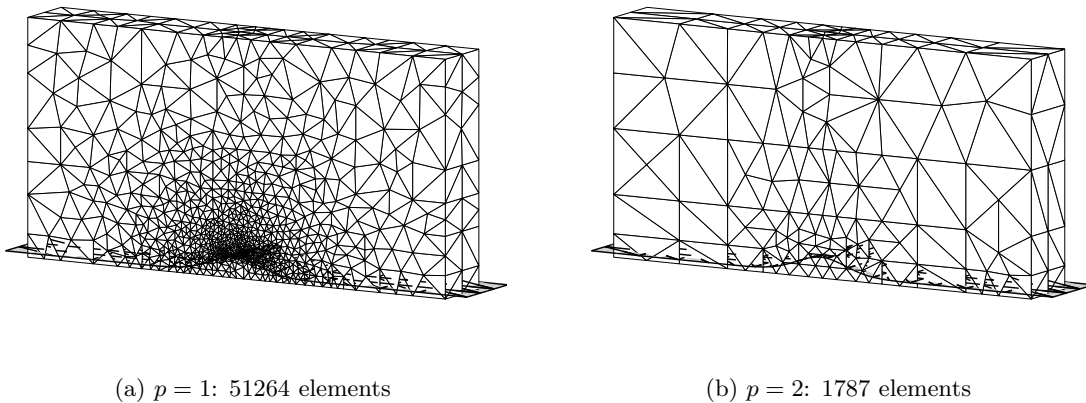 (a) p = 1: 51264 elements
(b) p = 2: 1787 elements